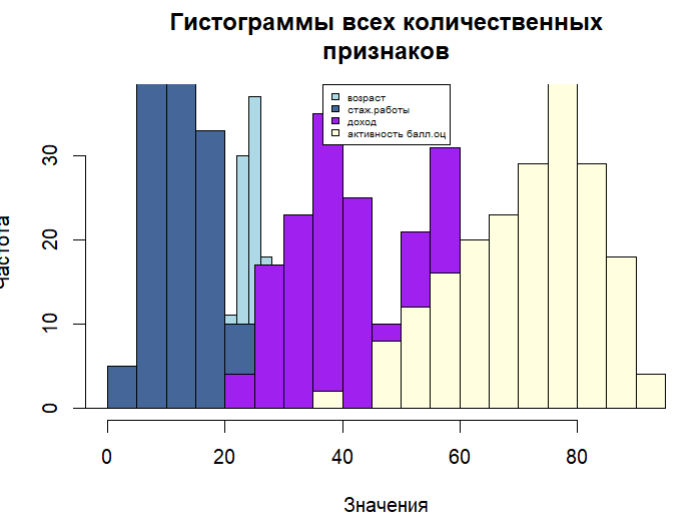 Гистограммы всех количественных
признаков
возраст
стаж.работы
доход
активность балл.оц
Частота
0
10
20
30
0
20
40
60
80
Значения